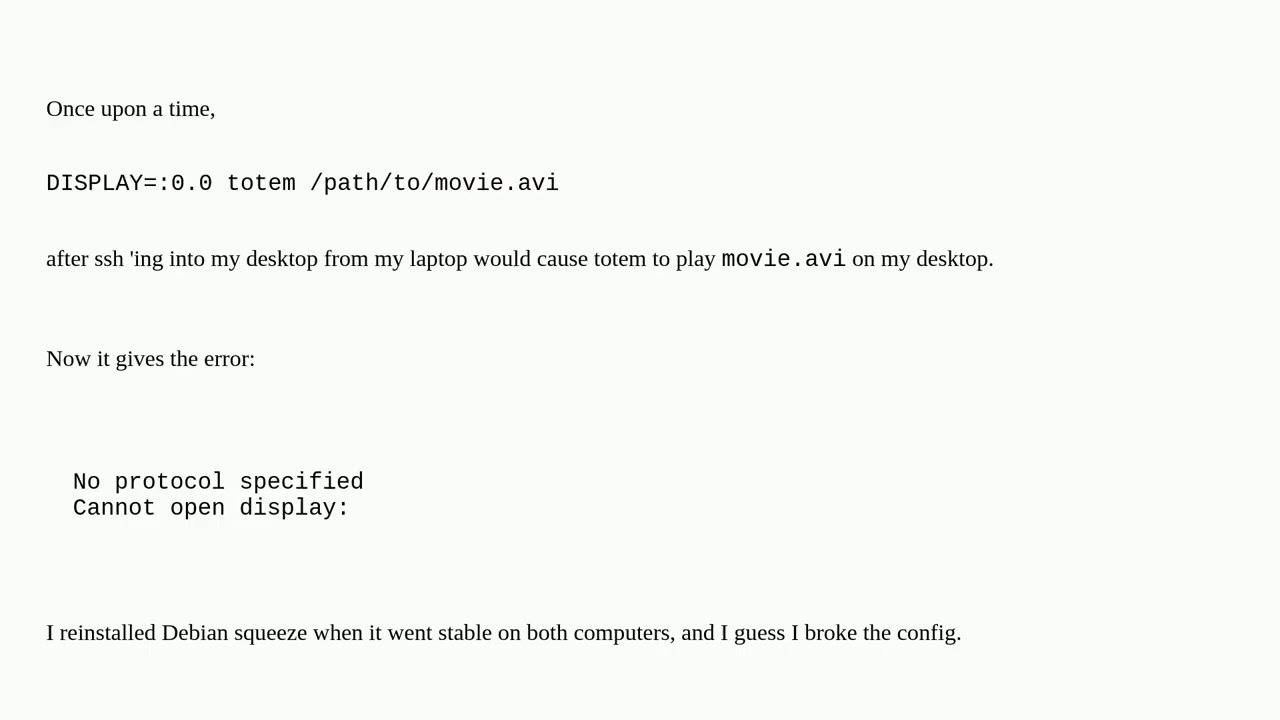 Once upon a time,
DISPLAY=:0.0 totem /path/to/movie.avi
after ssh 'ing into my desktop from my laptop would cause totem to play movie.avi on my desktop.
Now it gives the error:
No protocol specified
Cannot open display:
I reinstalled Debian squeeze when it went stable on both computers, and I guess I broke the config.